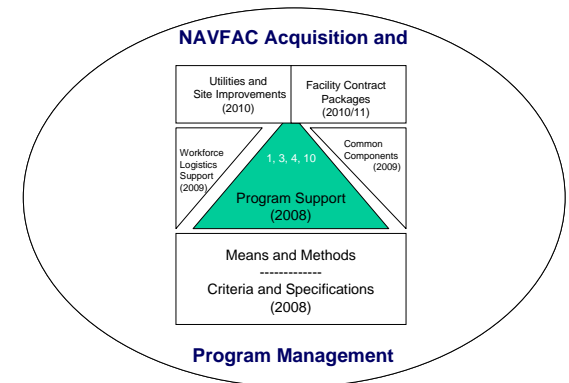 NAVFAC Acquisition and
Utilities and
Site Improvements
(2010)
Facility Contract
Packages
(2010/11)
Workforce
Logistics
Support
(2009)
1, 3, 4, 10
Common
Components
(2009)
Program Support
(2008)
Means and Methods
-------------
Criteria and Specifications
(2008)
Program Management